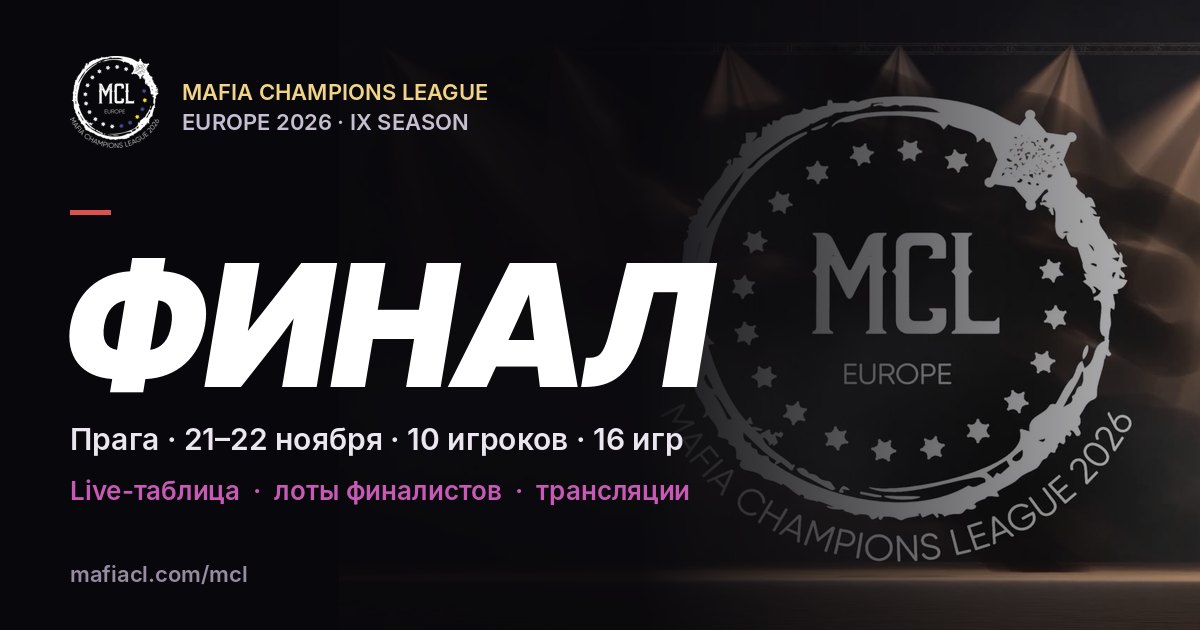 MCL
EUROPE
MAFIA CHAMPIONS LEAGUE 2026
MAFIA CHAMPIONS LEAGUE
EUROPE 2026 · IX SEASON
ФИНАЛ
Прага · 21–22 ноября · 10 игроков · 16 игр
Live-таблица · лоты финалистов · трансляции
mafiacl.com/mcl
MCL
EUROPE
MAFIA CHAMPIONS LEAGUE 2026